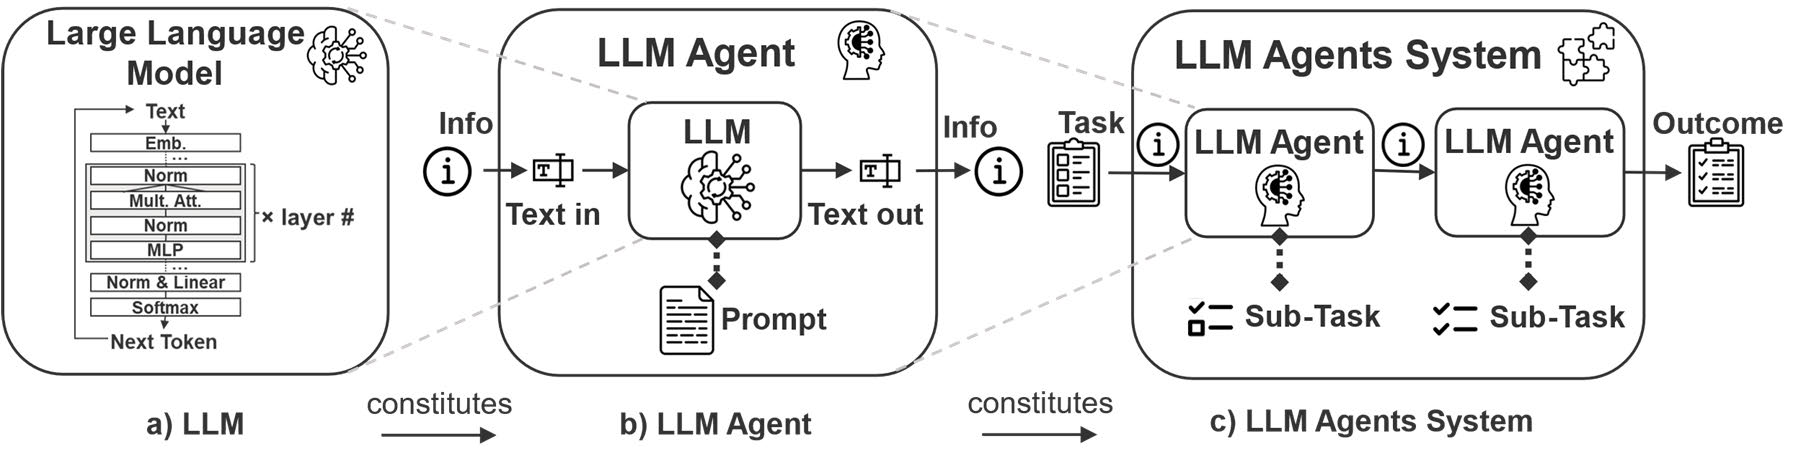 Large Language
Model
Text
Emb.
...
Norm
Mult. Att.
Norm
MLP
× layer #
...
Norm & Linear
Softmax
Next Token
a) LLM
constitutes
LLM Agent
Info
i
T
Text in
LLM
T
Text out
Info
i
Prompt
b) LLM Agent
constitutes
LLM Agents System
Task
i
LLM Agent
i
LLM Agent
Outcome
Sub-Task
Sub-Task
c) LLM Agents System